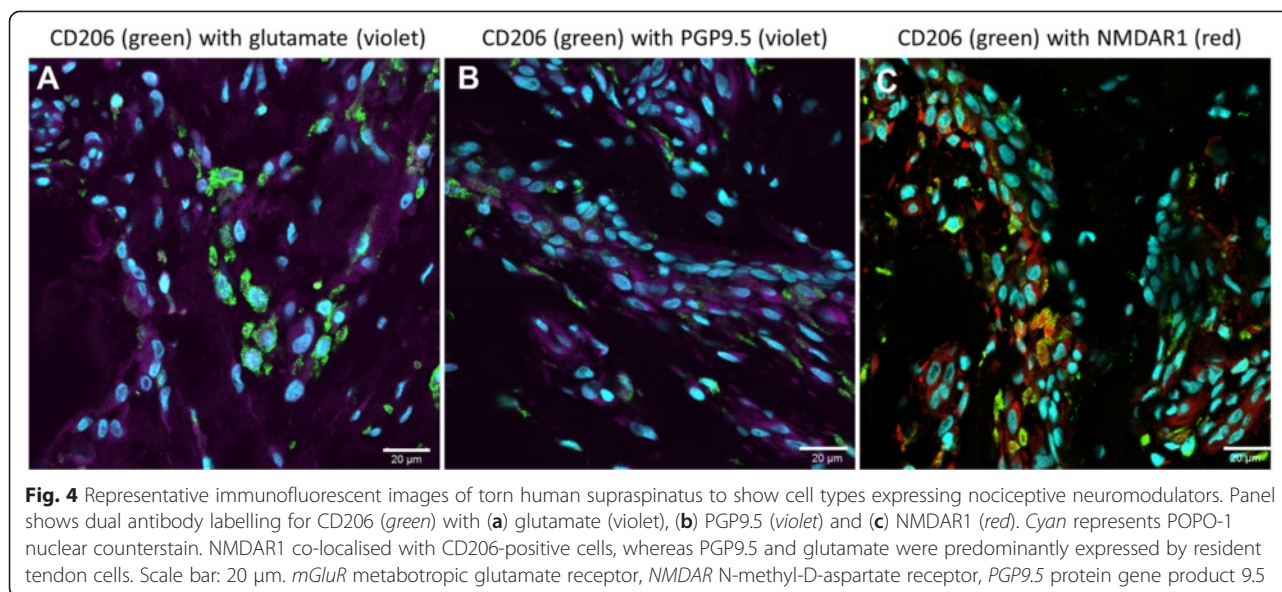 CD206 (green) with glutamate (violet)
CD206 (green) with PGP9.5 (violet)
CD206 (green) with NMDAR1 (red)
A
B
C
20 µm
20 µm
20 µm
Fig. 4 Representative immunofluorescent images of torn human supraspinatus to show cell types expressing nociceptive neuromodulators. Panel
shows dual antibody labelling for CD206 (green) with (a) glutamate (violet), (b) PGP9.5 (violet) and (c) NMDAR1 (red). Cyan represents POPO-1
nuclear counterstain. NMDAR1 co-localised with CD206-positive cells, whereas PGP9.5 and glutamate were predominantly expressed by resident
tendon cells. Scale bar: 20 μm. mGluR metabotropic glutamate receptor, NMDAR N-methyl-D-aspartate receptor, PGP9.5 protein gene product 9.5